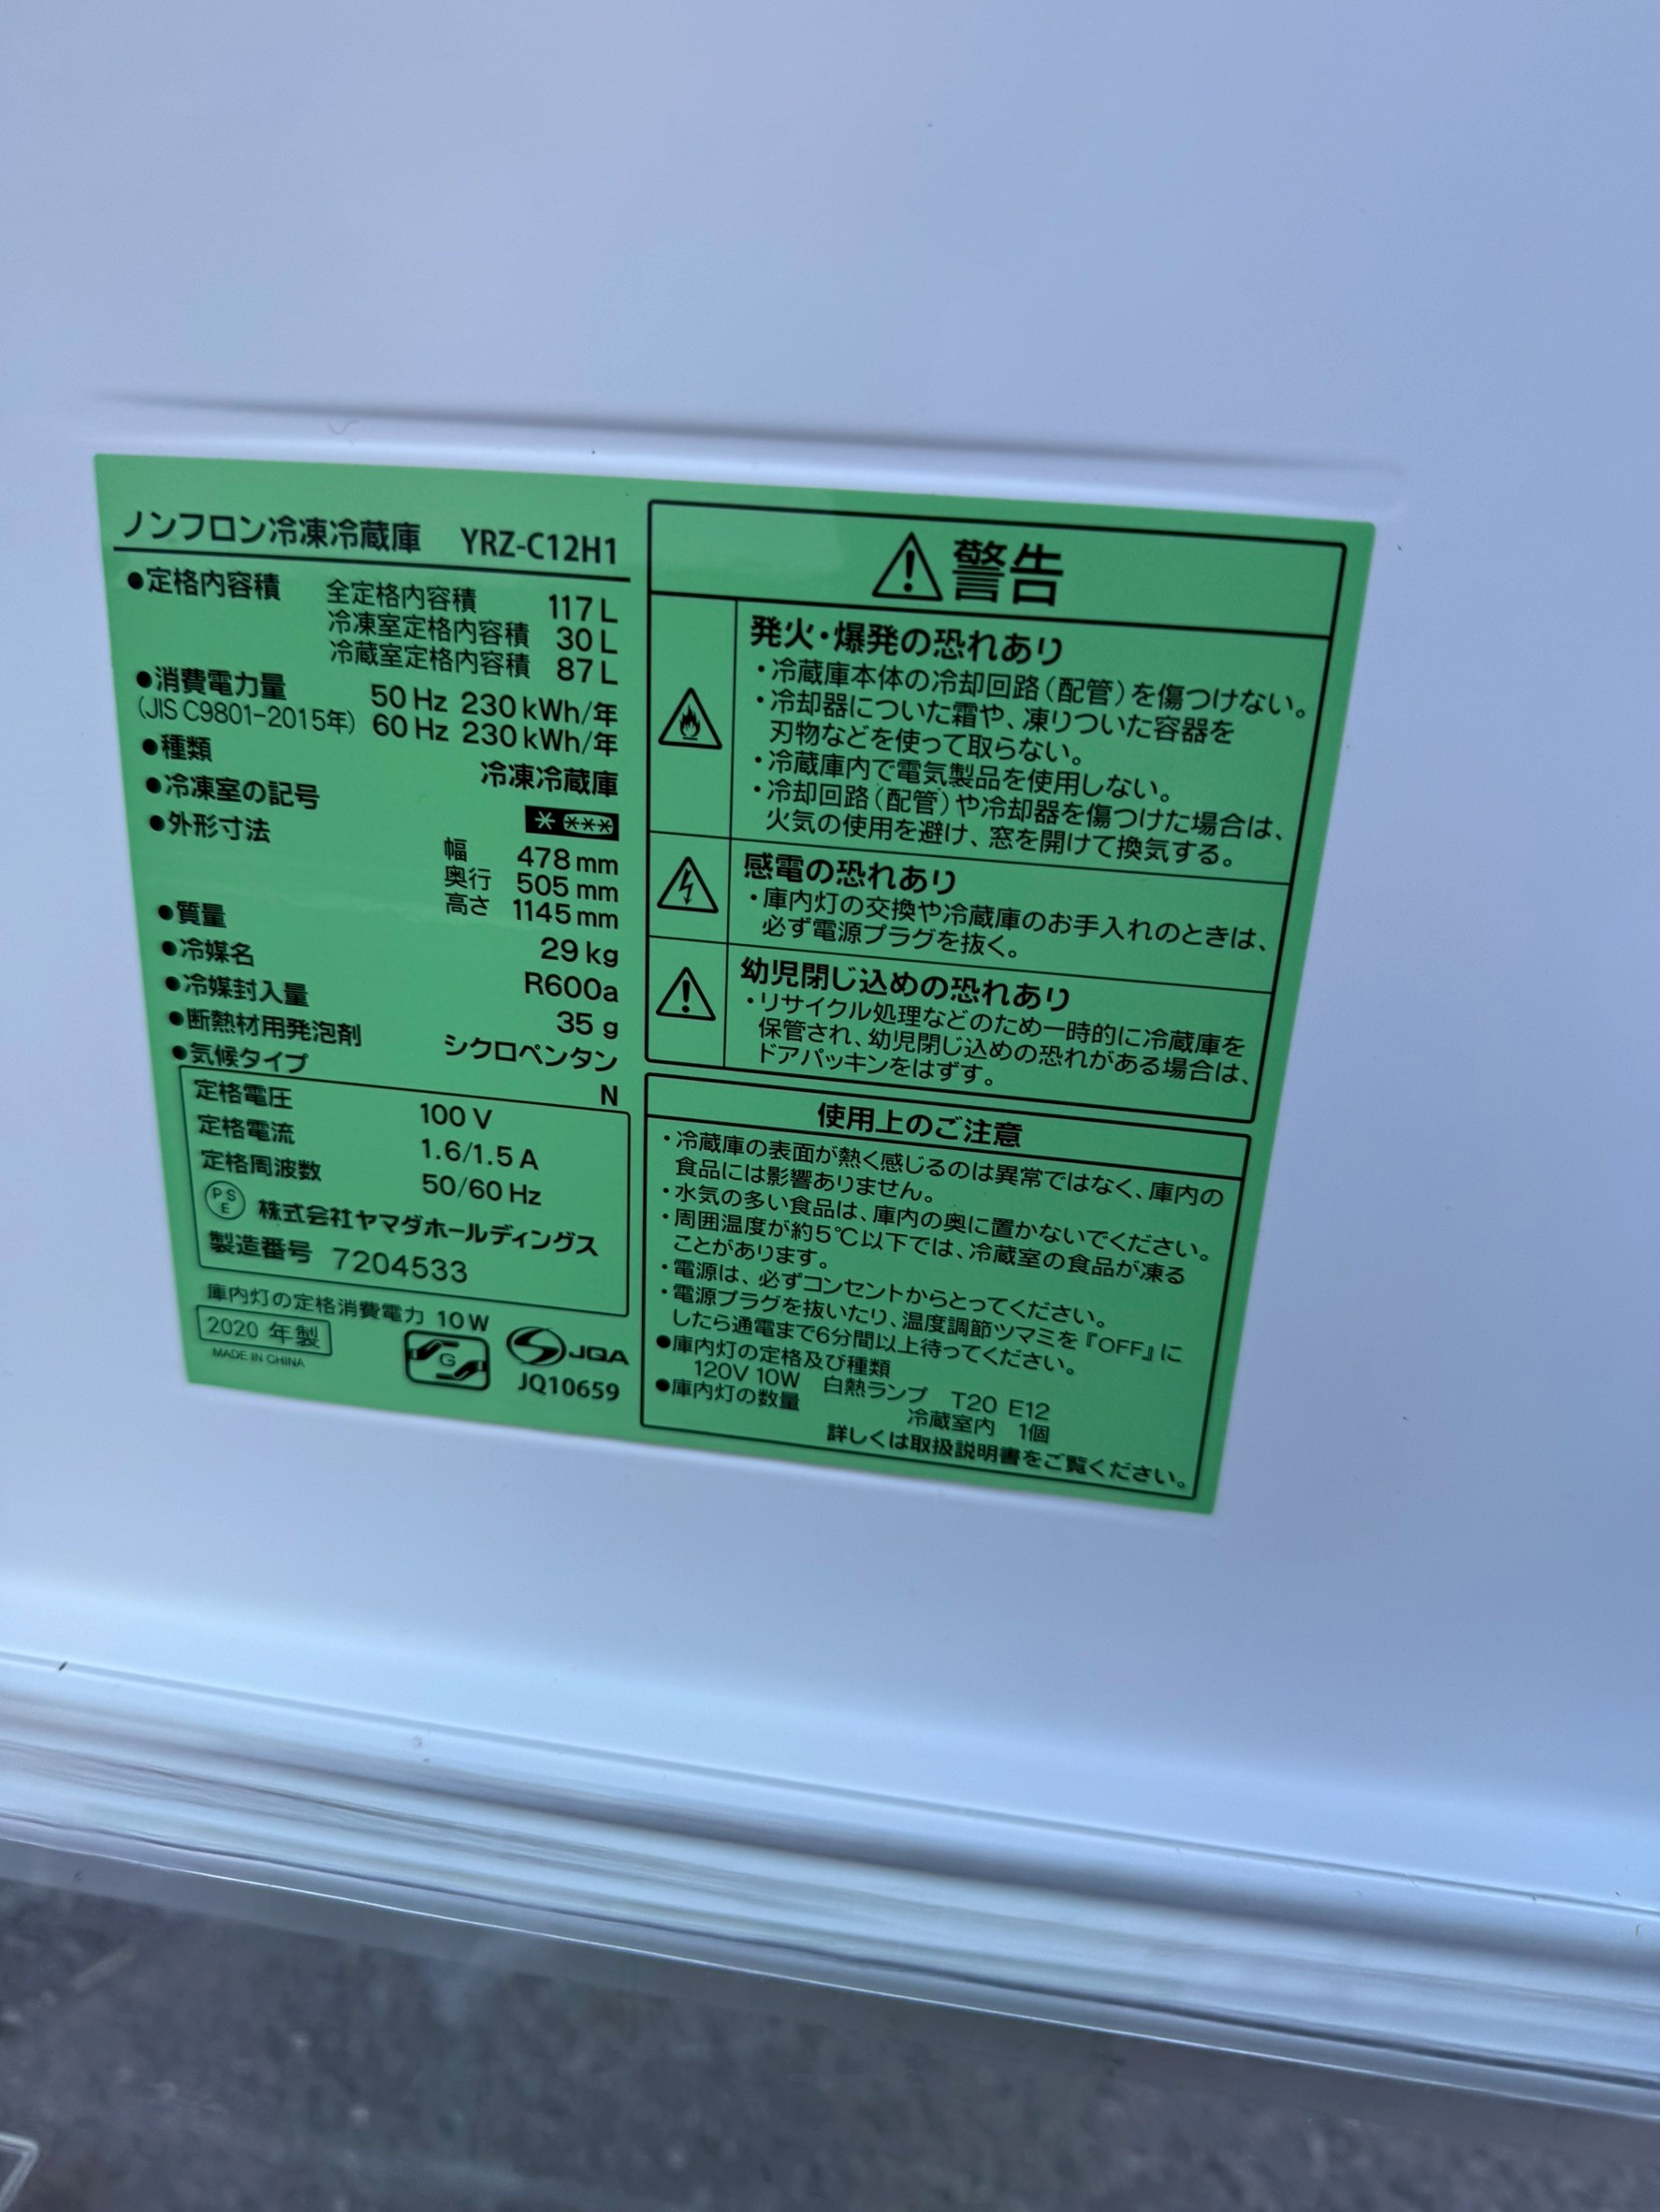 ノンフロン冷凍冷蔵庫 YRZ-C12H1
●定格内容積 全定格内容積 117L
冷凍室定格内容積 30L
冷蔵室定格内容積 87L
●消費電力量 50Hz 230kWh/年
(JIS C9801-2015年) 60Hz 230kWh/年
●種類 冷凍冷蔵庫
●冷凍室の記号 * ***
●外形寸法 幅 478mm
奥行 505mm
高さ 1145mm
●質量 29kg
●冷媒名 R600a
●冷媒封入量 35g
●断熱材用発泡剤 シクロペンタン
●気候タイプ N
定格電圧 100V
定格電流 1.6/1.5A
定格周波数 50/60Hz
PSE 株式会社ヤマダホールディングス
製造番号 7204533
庫内灯の定格消費電力 10W
2020 年製
MADE IN CHINA
G
JQA
JQ10659
警告
発火・爆発の恐れあり
・冷蔵庫本体の冷却回路(配管)を傷つけない。
・冷却器についた霜や、凍りついた容器を
刃物などを使って取らない。
・冷蔵庫内で電気製品を使用しない。
・冷却回路(配管)や冷却器を傷つけた場合は、
火気の使用を避け、窓を開けて換気する。
感電の恐れあり
・庫内灯の交換や冷蔵庫のお手入れのときは、
必ず電源プラグを抜く。
幼児閉じ込めの恐れあり
・リサイクル処理などのため一時的に冷蔵庫を
保管され、幼児閉じ込めの恐れがある場合は、
ドアパッキンをはずす。
使用上のご注意
・冷蔵庫の表面が熱く感じるのは異常ではなく、庫内の
食品には影響ありません。
・水気の多い食品は、庫内の奥に置かないでください。
・周囲温度が約5℃以下では、冷蔵室の食品が凍る
ことがあります。
・電源は、必ずコンセントからとってください。
・電源プラグを抜いたり、温度調節ツマミを『OFF』に
したら通電まで6分間以上待ってください。
●庫内灯の定格及び種類
120V 10W 白熱ランプ T20 E12
●庫内灯の数量 冷蔵室内 1個
詳しくは取扱説明書をご覧ください。